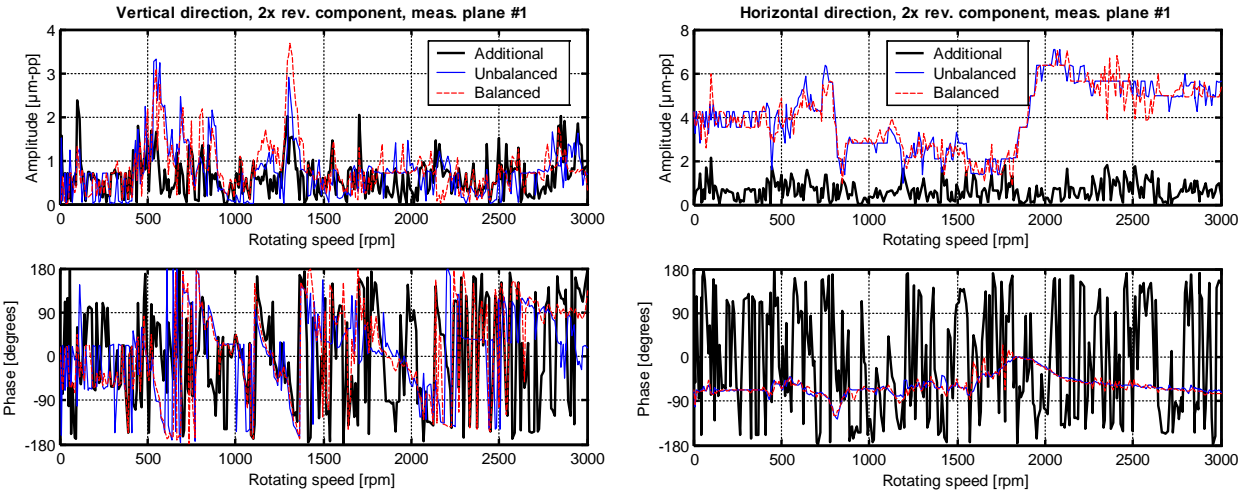 Vertical direction, 2x rev. component, meas. plane #1
Amplitude [µm-pp]
4
3
2
1
0
Additional
Unbalanced
Balanced
0 500 1000 1500 2000 2500 3000
Rotating speed [rpm]
Horizontal direction, 2x rev. component, meas. plane #1
Amplitude [µm-pp]
8
6
4
2
0
Additional
Unbalanced
Balanced
0 500 1000 1500 2000 2500 3000
Rotating speed [rpm]
Phase [degrees]
180
90
0
-90
-180
0 500 1000 1500 2000 2500 3000
Rotating speed [rpm]
Phase [degrees]
180
90
0
-90
-180
0 500 1000 1500 2000 2500 3000
Rotating speed [rpm]